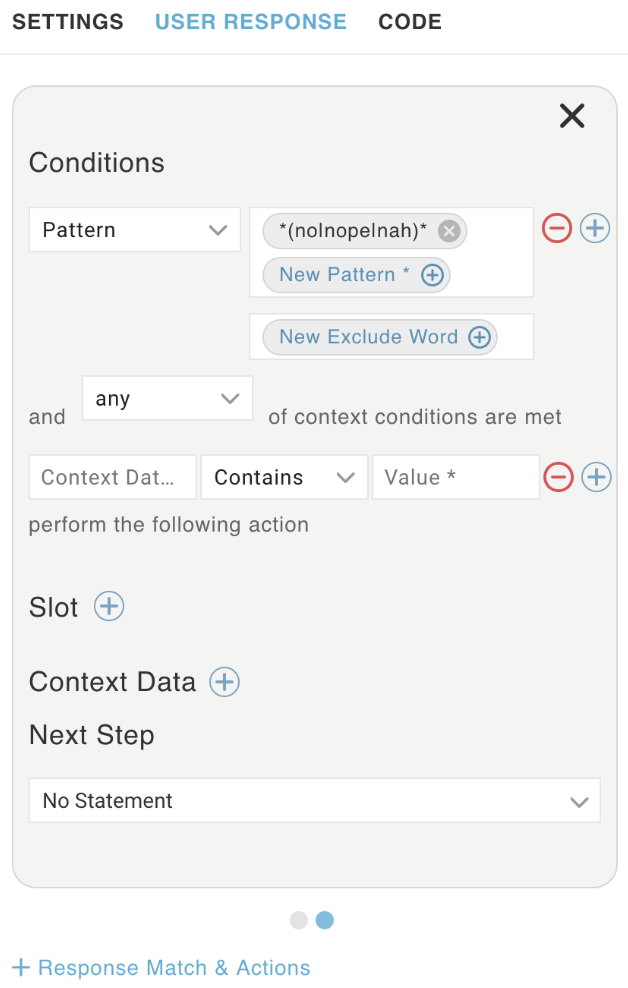 SETTINGS USER RESPONSE CODE
Conditions
Pattern *(no|nope|nah)*
New Pattern *
New Exclude Word
and any of context conditions are met
Context Dat... Contains Value *
perform the following action
Slot
Context Data
Next Step
No Statement
+ Response Match & Actions